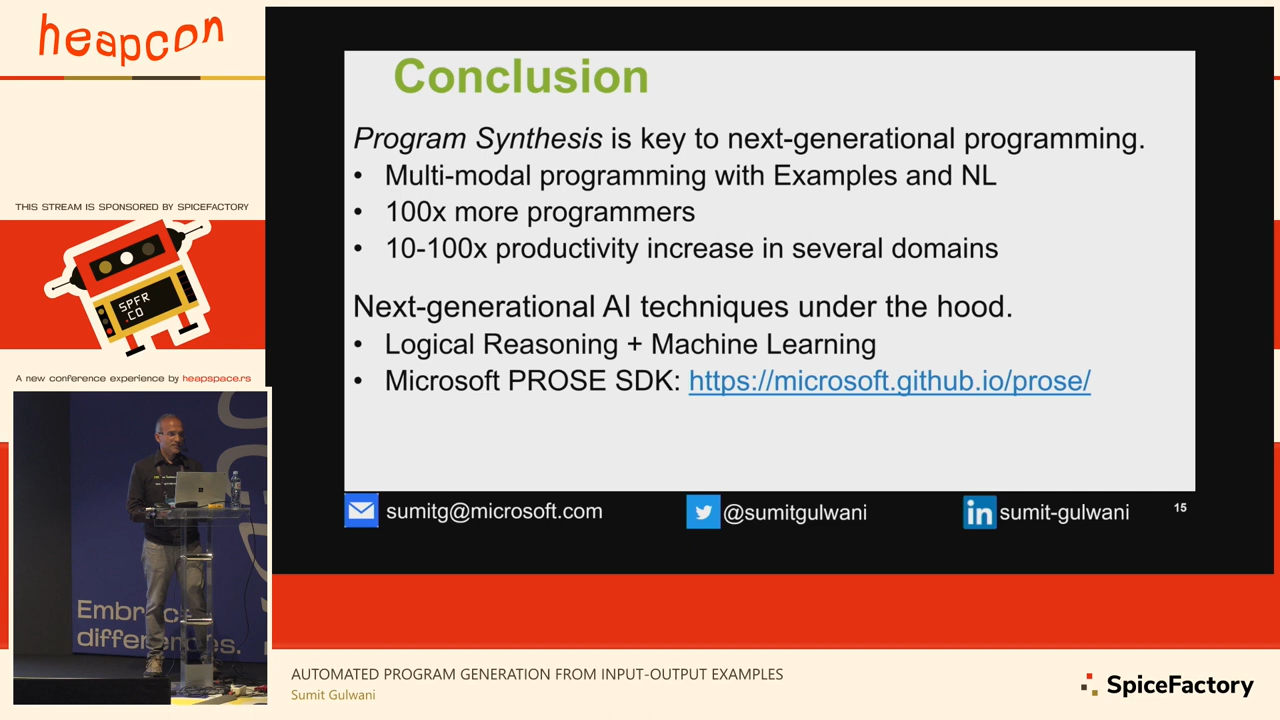 heapcon
THIS STREAM IS SPONSORED BY SPICEFACTORY
SPFR
.CO
A new conference experience by heapspace.rs
Embrace
differences.
Conclusion
Program Synthesis is key to next-generational programming.
• Multi-modal programming with Examples and NL
• 100x more programmers
• 10-100x productivity increase in several domains
Next-generational AI techniques under the hood.
• Logical Reasoning + Machine Learning
• Microsoft PROSE SDK: https://microsoft.github.io/prose/
sumitg@microsoft.com
@sumitgulwani
in sumit-gulwani
15
AUTOMATED PROGRAM GENERATION FROM INPUT-OUTPUT EXAMPLES
Sumit Gulwani
SpiceFactory